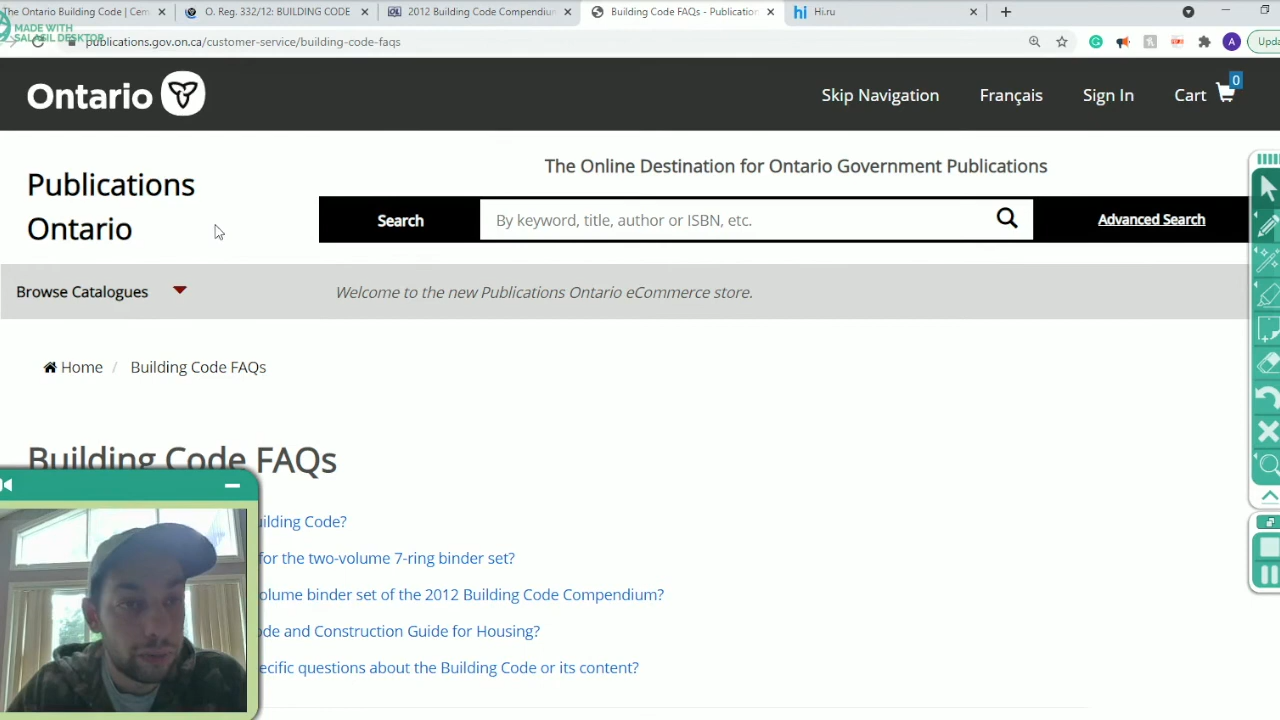 The Ontario Building Code | Cem
O. Reg. 332/12: BUILDING CODE
2012 Building Code Compendium
Building Code FAQs - Publication
Hi.ru
MADE WITH
publications.gov.on.ca/customer-service/building-code-faqs
A
Upda
Ontario
Skip Navigation
Français
Sign In
Cart
0
Publications
Ontario
The Online Destination for Ontario Government Publications
Search
By keyword, title, author or ISBN, etc.
Advanced Search
Browse Catalogues
Welcome to the new Publications Ontario eCommerce store.
Home / Building Code FAQs
Building Code FAQs
uilding Code?
for the two-volume 7-ring binder set?
olume binder set of the 2012 Building Code Compendium?
ode and Construction Guide for Housing?
ecific questions about the Building Code or its content?